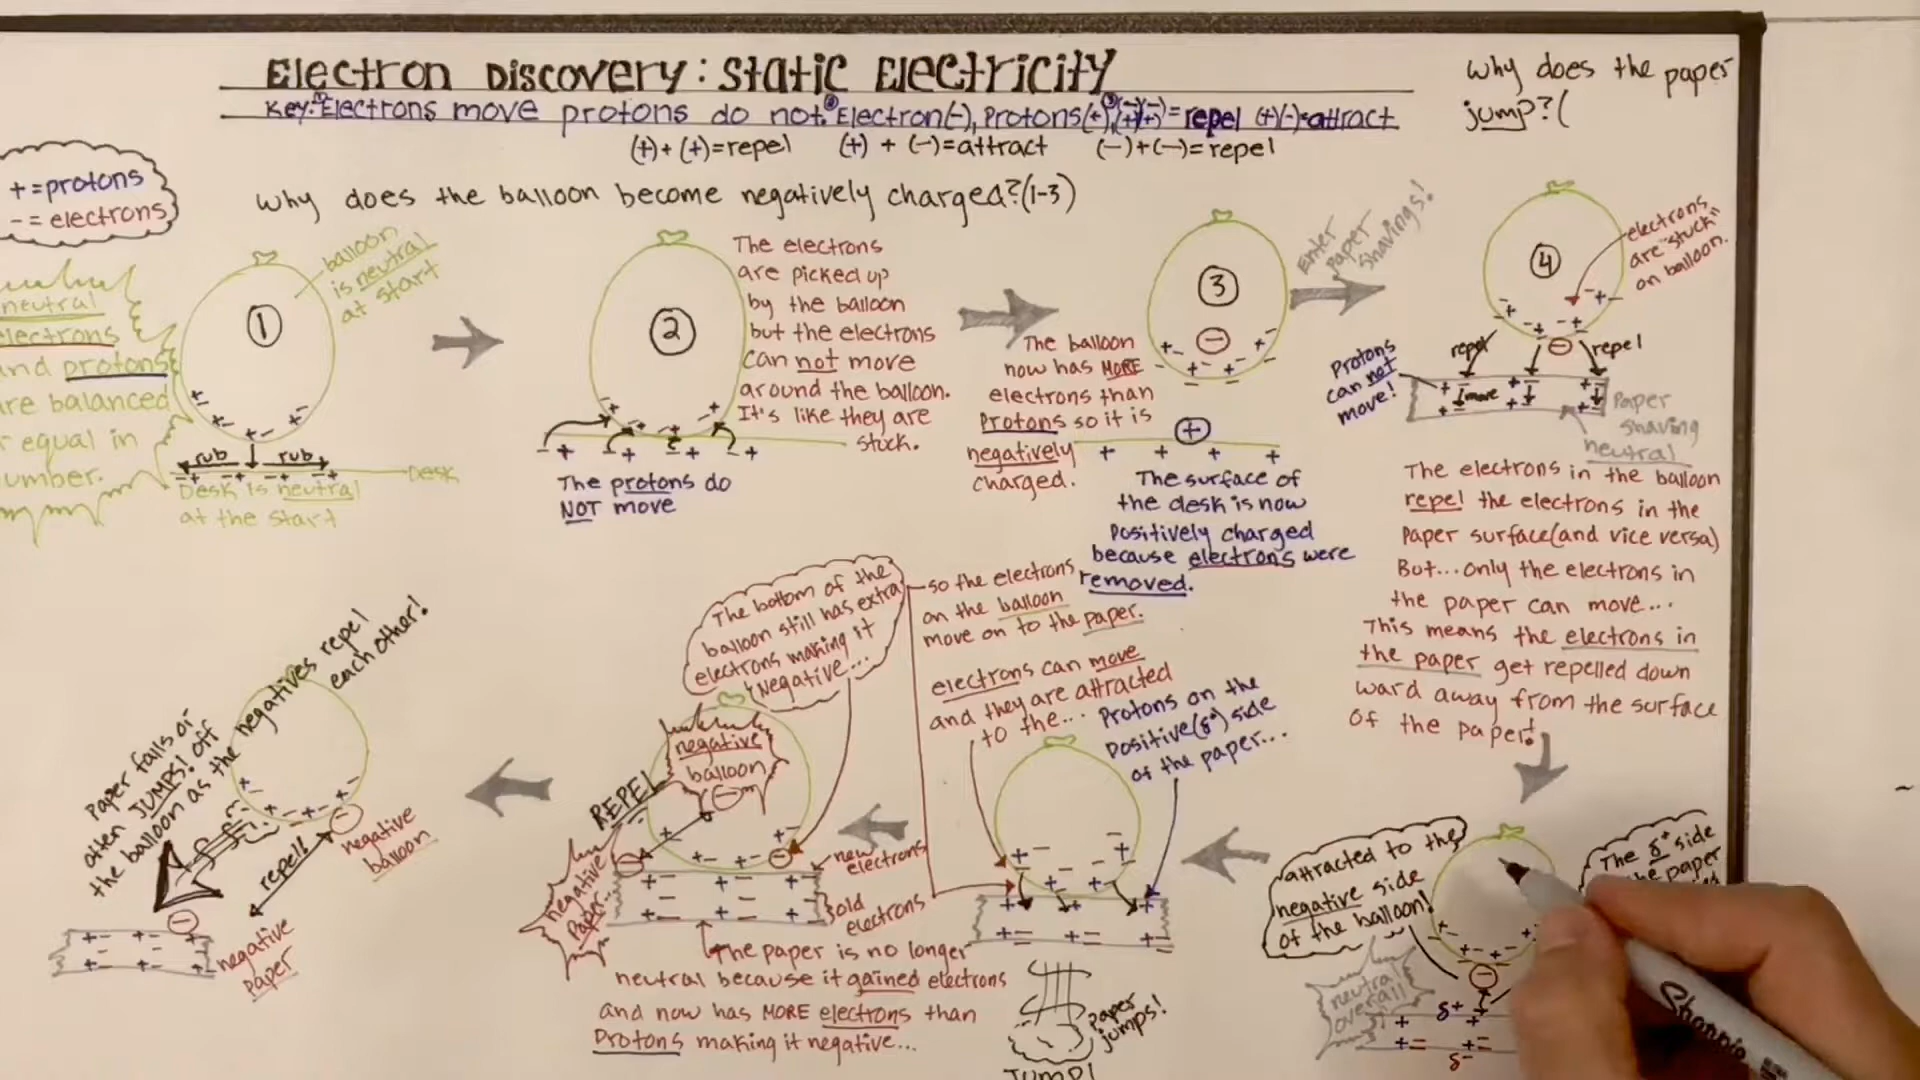 Electron Discovery: Static Electricity
Key: ① Electrons move protons do not. ② Electron(-), Protons(+) ③ (-)(-) (+)(+)=repel (+)(-)=attract
(+)+(+)=repel (+) + (-)=attract (-)+(-)=repel
why does the paper
jump?(
+=protons
-= electrons
why does the balloon become negatively charged?(1-3)
neutral
electrons
and protons
are balanced
r equal in
umber.
1
balloon
is neutral
at start
rub rub
Desk
Desk is neutral
at the start
2
The electrons
are picked up
by the balloon
but the electrons
can not move
around the balloon.
It's like they are
stuck.
The protons do
NOT move
3
The balloon
now has MORE
electrons than
Protons so it is
negatively
charged.
The surface of
the desk is now
positively charged
because electrons were
removed.
Enter
Paper
Shavings!
4
electrons
are "stuck"
on balloon.
repel
repel
Protons
can not
move!
move
Paper
shaving
neutral
The electrons in the balloon
repel the electrons in the
Paper surface(and vice versa)
But...only the electrons in
the paper can move...
This means the electrons in
the paper get repelled down
ward away from the surface
of the paper!
attracted to the
negative side
of the balloon!
The δ+ side
the paper
neutral
overall
δ+
δ-
Sharpie
so the electrons
on the balloon
move on to the paper.
electrons can move
and they are attracted
to the...
Protons on the
positive(δ+) side
of the paper...
Paper
jumps!
JUMP!
The bottom of the
balloon still has extra
electrons making it
Negative...
negative
balloon
REPEL
negative
Paper...
new
electrons
old
electrons
The paper is no longer
neutral because it gained electrons
and now has MORE electrons than
Protons making it negative...
Paper falls or
often JUMPS! off
the balloon as the negatives repel
each other!
repel!
negative
balloon
negative
paper